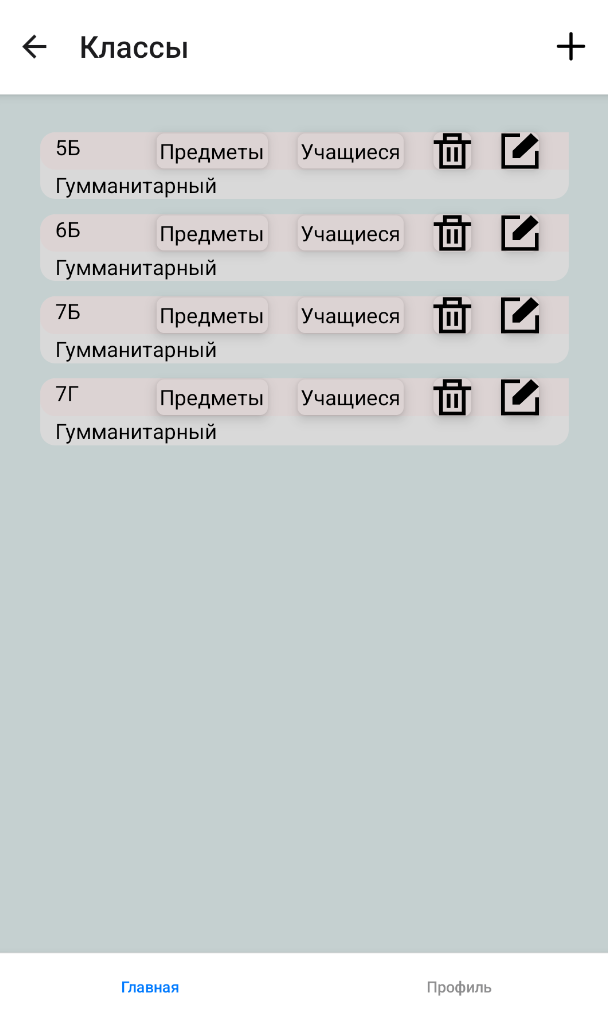 Классы
5Б Предметы Учащиеся
Гумманитарный
6Б Предметы Учащиеся
Гумманитарный
7Б Предметы Учащиеся
Гумманитарный
7Г Предметы Учащиеся
Гумманитарный
Главная Профиль